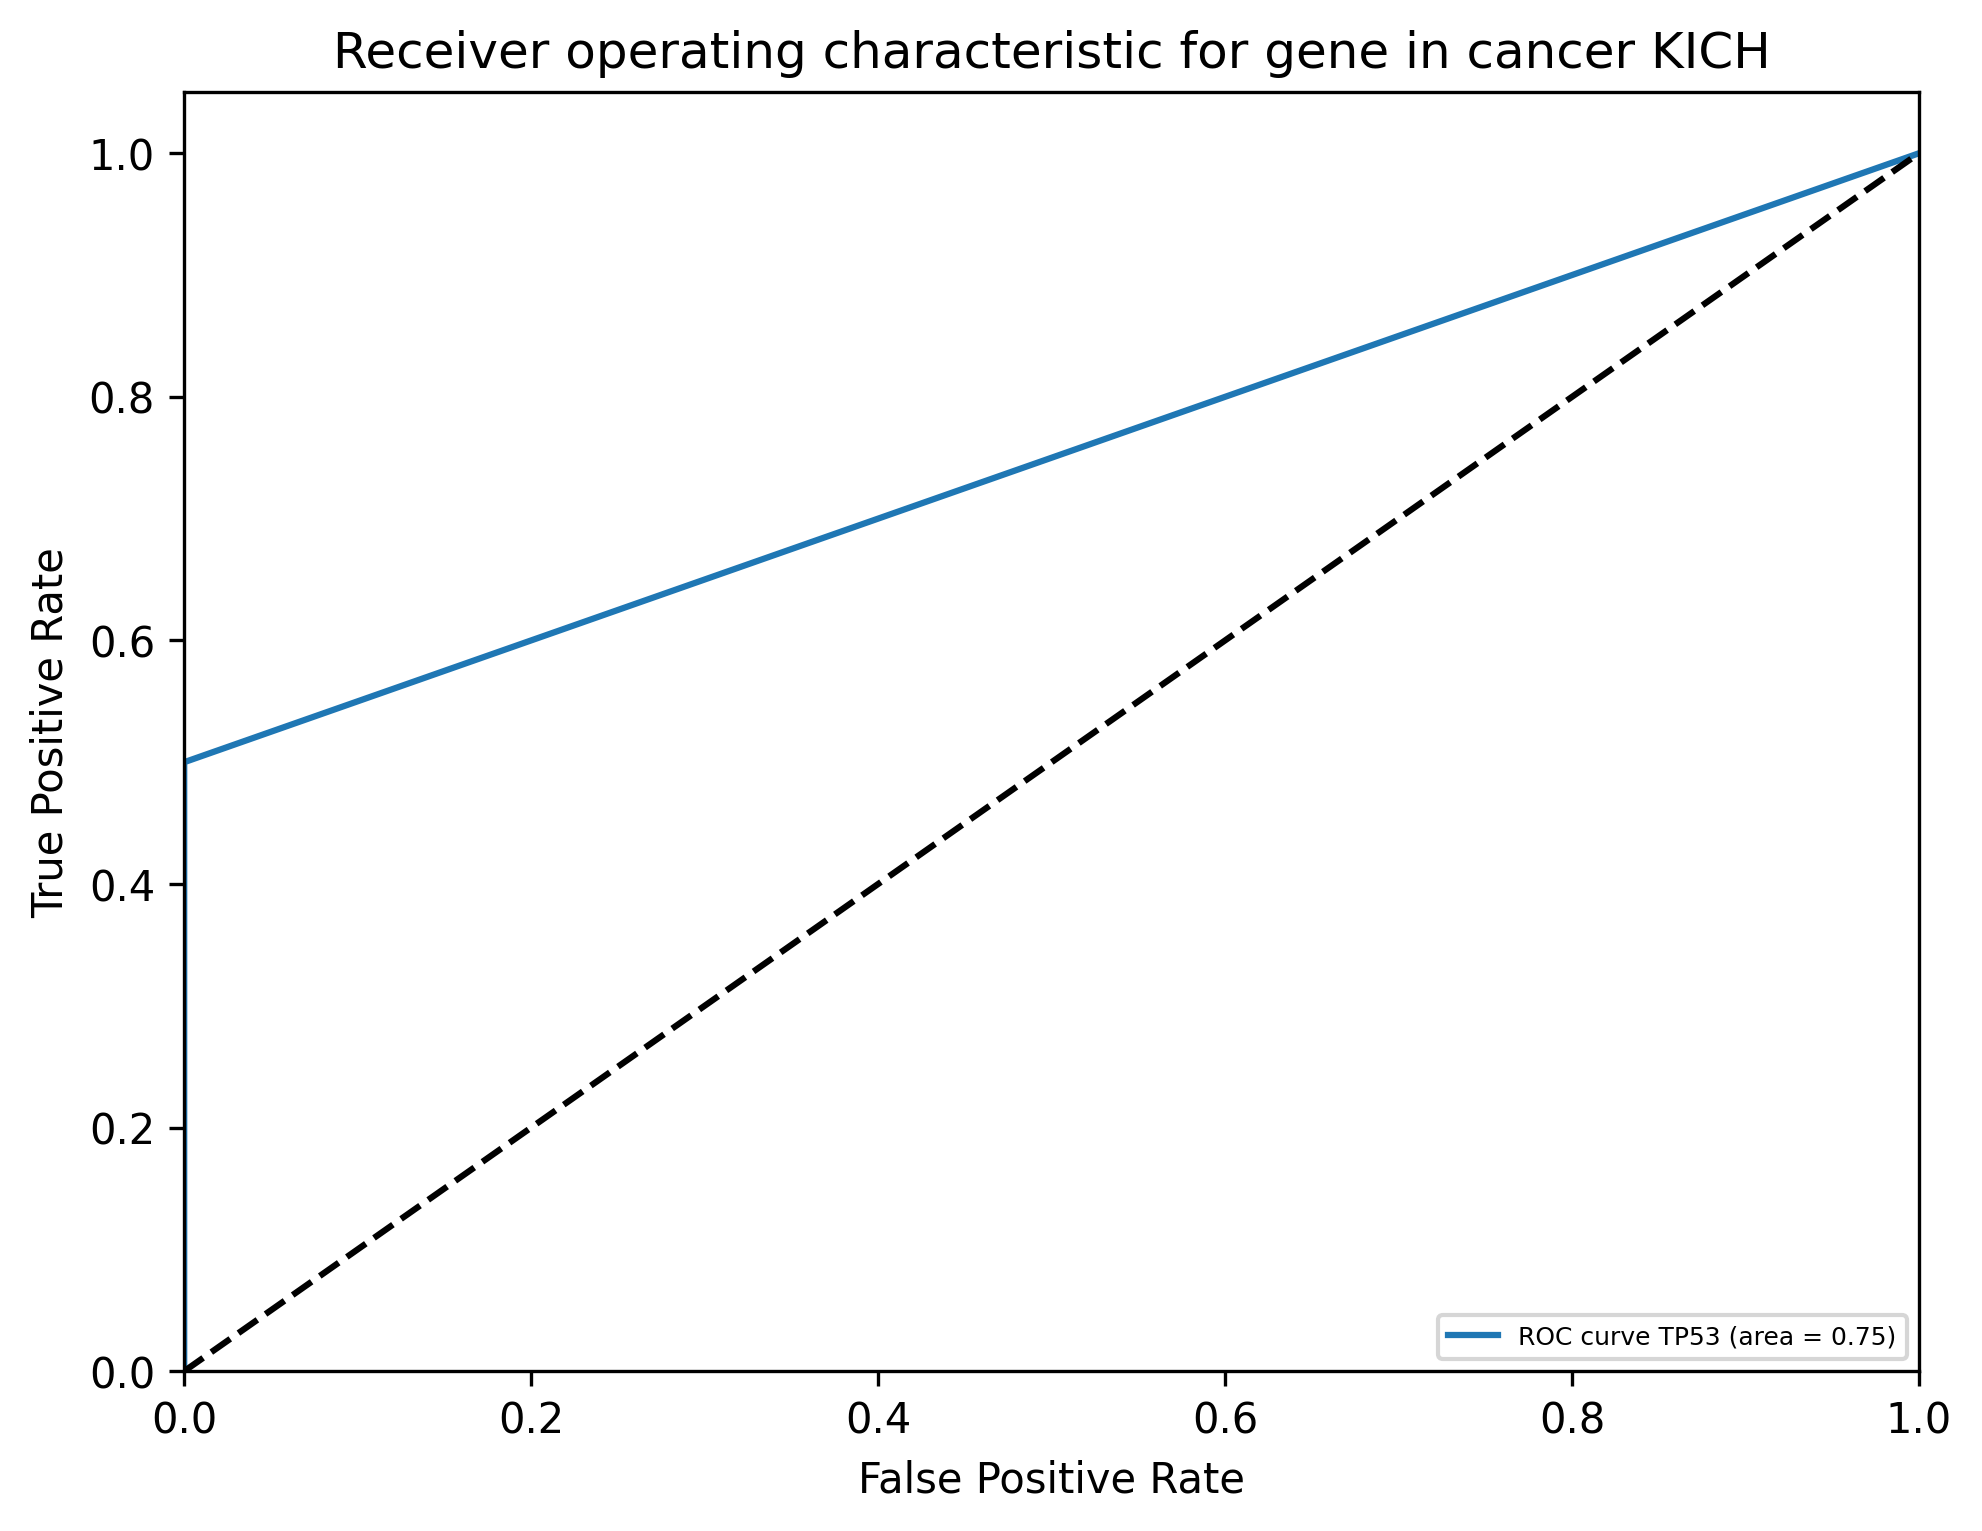 Receiver operating characteristic for gene in cancer KICH
1.0
0.8
0.6
0.4
0.2
0.0
True Positive Rate
ROC curve TP53 (area = 0.75)
0.0 0.2 0.4 0.6 0.8 1.0
False Positive Rate